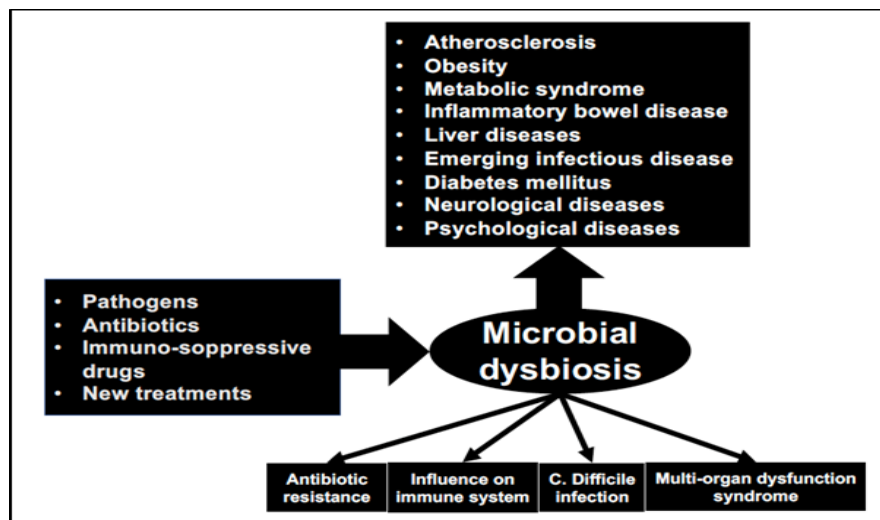 • Atherosclerosis
• Obesity
• Metabolic syndrome
• Inflammatory bowel disease
• Liver diseases
• Emerging infectious disease
• Diabetes mellitus
• Neurological diseases
• Psychological diseases
• Pathogens
• Antibiotics
• Immuno-soppressive
drugs
• New treatments
Microbial
dysbiosis
Antibiotic
resistance
Influence on
immune system
C. Difficile
infection
Multi-organ dysfunction
syndrome